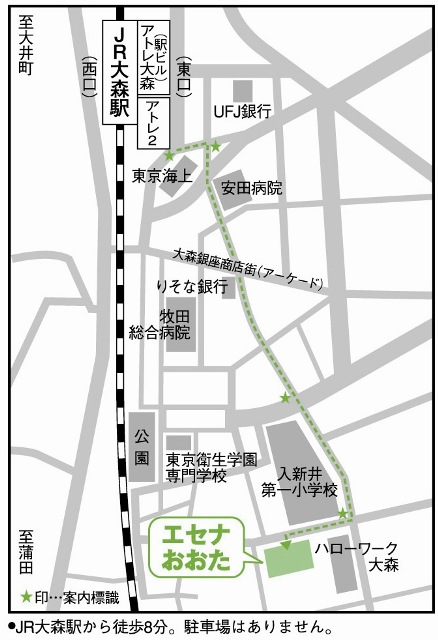 至大井町
(西口)
JR大森駅
(駅ビル)
アトレ大森
アトレ2
(東口)
UFJ銀行
東京海上
安田病院
大森銀座商店街(アーケード)
りそな銀行
牧田
総合病院
公園
東京衛生学園
専門学校
入新井
第一小学校
エセナ
おおた
ハローワーク
大森
至蒲田
★印…案内標識
●JR大森駅から徒歩8分。駐車場はありません。